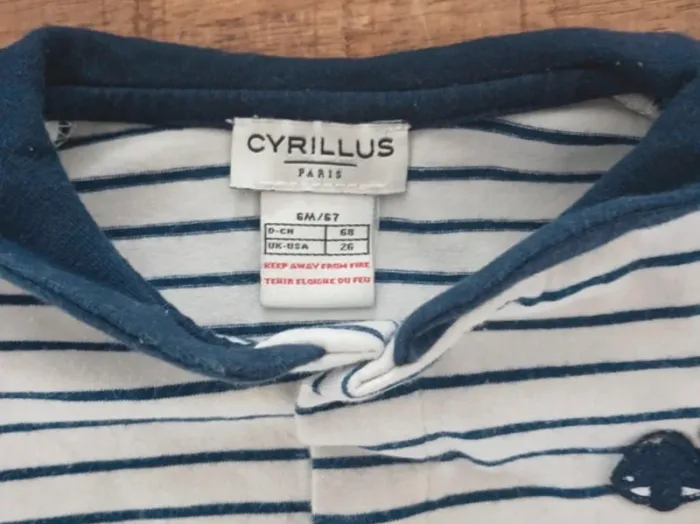 CYRILLUS
PARIS
6M/67
D-CH 68
UK-USA 26
KEEP AWAY FROM FIRE
TENIR ELOIGNE DU FEU